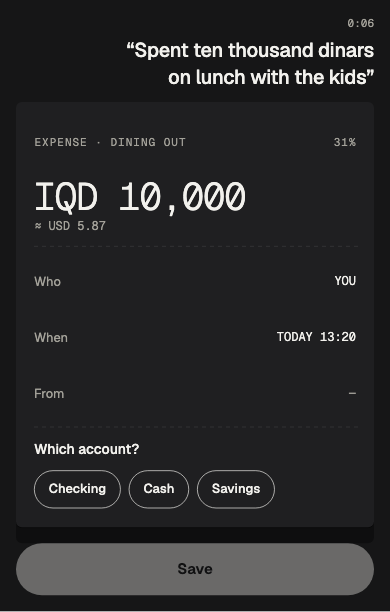 0:06
“Spent ten thousand dinars
on lunch with the kids”
EXPENSE · DINING OUT 31%
IQD 10,000
≈ USD 5.87
Who YOU
When TODAY 13:20
From –
Which account?
Checking Cash Savings
Save